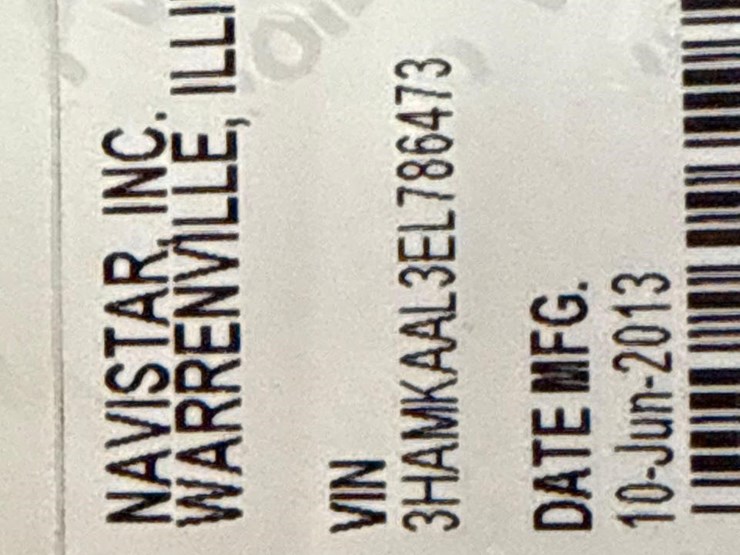 NAVISTAR, INC.
WARRENVILLE,
VIN
3HAMKAAL3EL786473
DATE MFG.
10-Jun-2013